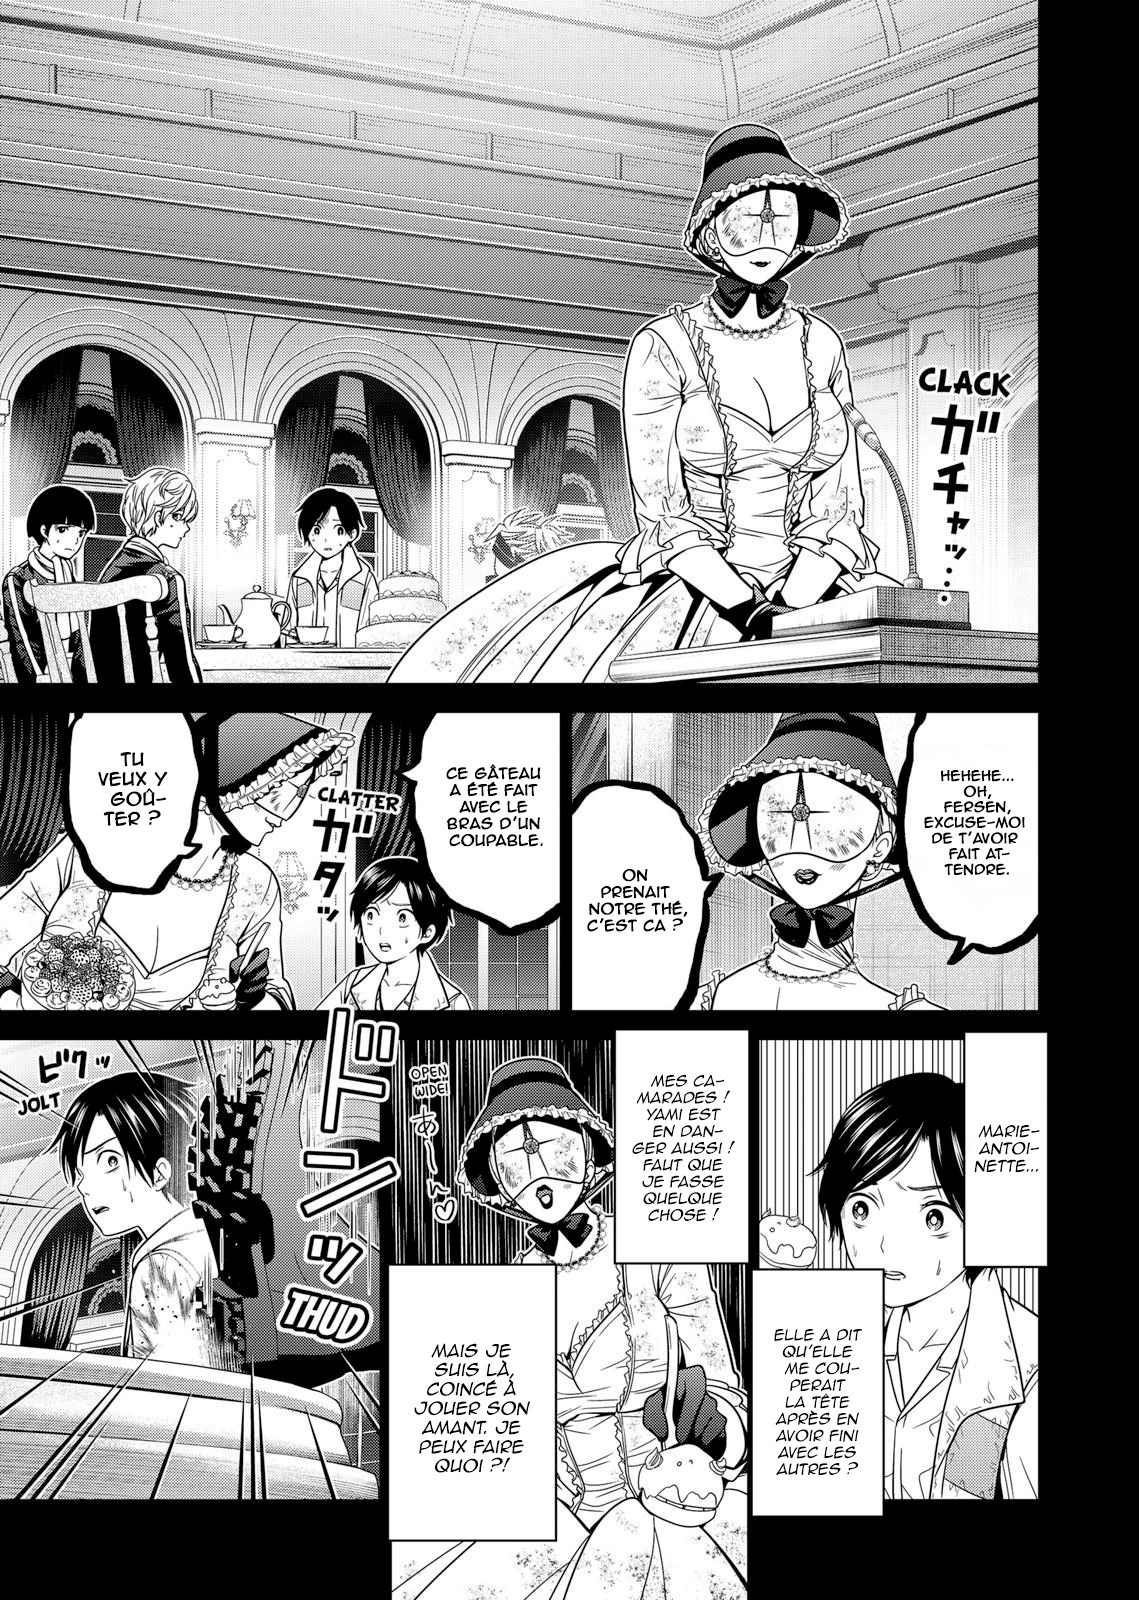 CLACK
ガチャッ…
HEHEHE...
OH,
FERSEN,
EXCUSE-MOI
DE T'AVOIR
FAIT AT-
TENDRE.
ON
PRENAIT
NOTRE THÉ,
C'EST ÇA ?
CE GÂTEAU
A ÉTÉ FAIT
AVEC LE
BRAS D'UN
COUPABLE.
CLATTER
ガタッ
TU
VEUX Y
GOÛ-
TER ?
MARIE-
ANTOI-
NETTE...
ELLE A DIT
QU'ELLE
ME COU-
PERAIT
LA TÊTE
APRÈS EN
AVOIR FINI
AVEC LES
AUTRES ?
MES CA-
MARADES !
YAMI EST
EN DAN-
GER AUSSI !
FAUT QUE
JE FASSE
QUELQUE
CHOSE !
OPEN
WIDE!
あーん♡
MAIS JE
SUIS LÀ,
COINCÉ À
JOUER SON
AMANT. JE
PEUX FAIRE
QUOI ?!
ドンッ
THUD
ビクッ
JOLT